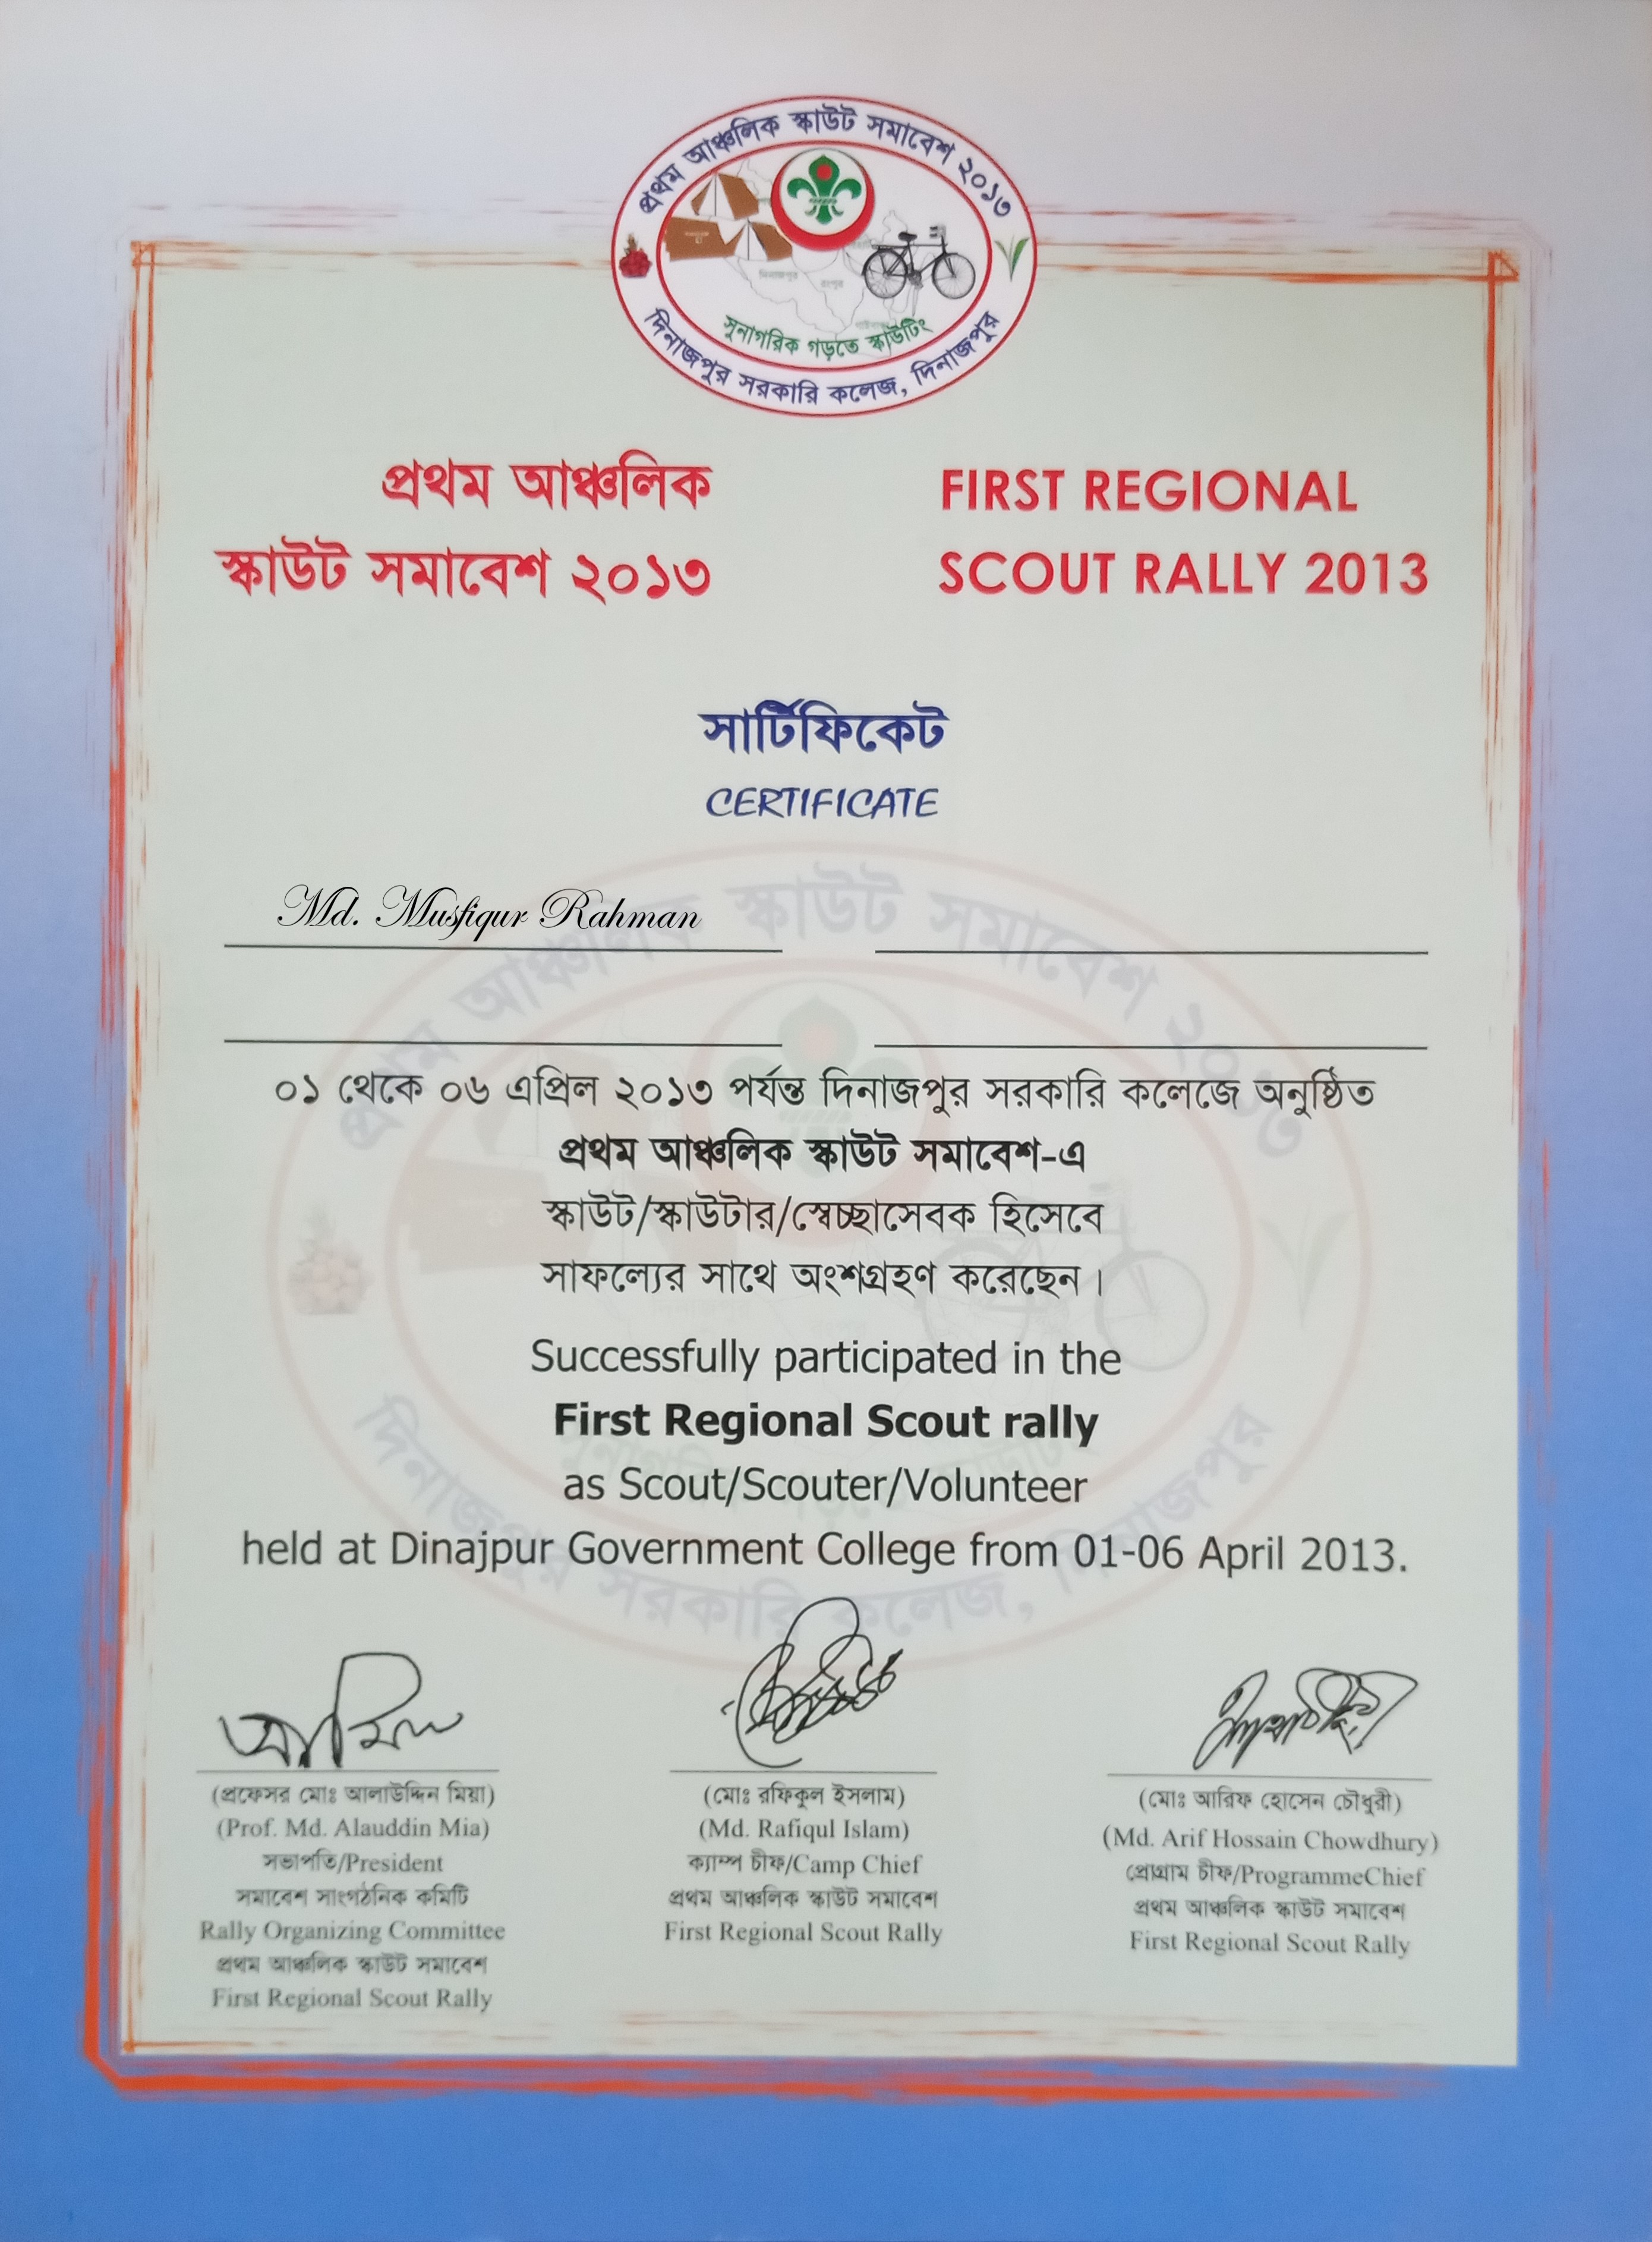 প্রথম আঞ্চলিক স্কাউট সমাবেশ ২০১৩
সুনাগরিক গড়তে স্কাউটিং
দিনাজপুর সরকারি কলেজ, দিনাজপুর
প্রথম আঞ্চলিক
স্কাউট সমাবেশ ২০১৩
FIRST REGIONAL
SCOUT RALLY 2013
সার্টিফিকেট
CERTIFICATE
Md. Musfiqur Rahman
০১ থেকে ০৬ এপ্রিল ২০১৩ পর্যন্ত দিনাজপুর সরকারি কলেজে অনুষ্ঠিত
প্রথম আঞ্চলিক স্কাউট সমাবেশ-এ
স্কাউট/স্কাউটার/স্বেচ্ছাসেবক হিসেবে
সাফল্যের সাথে অংশগ্রহণ করেছেন।
Successfully participated in the
First Regional Scout rally
as Scout/Scouter/Volunteer
held at Dinajpur Government College from 01-06 April 2013.
(প্রফেসর মোঃ আলাউদ্দিন মিয়া)
(Prof. Md. Alauddin Mia)
সভাপতি/President
সমাবেশ সাংগঠনিক কমিটি
Rally Organizing Committee
প্রথম আঞ্চলিক স্কাউট সমাবেশ
First Regional Scout Rally
(মোঃ রফিকুল ইসলাম)
(Md. Rafiqul Islam)
ক্যাম্প চীফ/Camp Chief
প্রথম আঞ্চলিক স্কাউট সমাবেশ
First Regional Scout Rally
(মোঃ আরিফ হোসেন চৌধুরী)
(Md. Arif Hossain Chowdhury)
প্রোগ্রাম চীফ/ProgrammeChief
প্রথম আঞ্চলিক স্কাউট সমাবেশ
First Regional Scout Rally